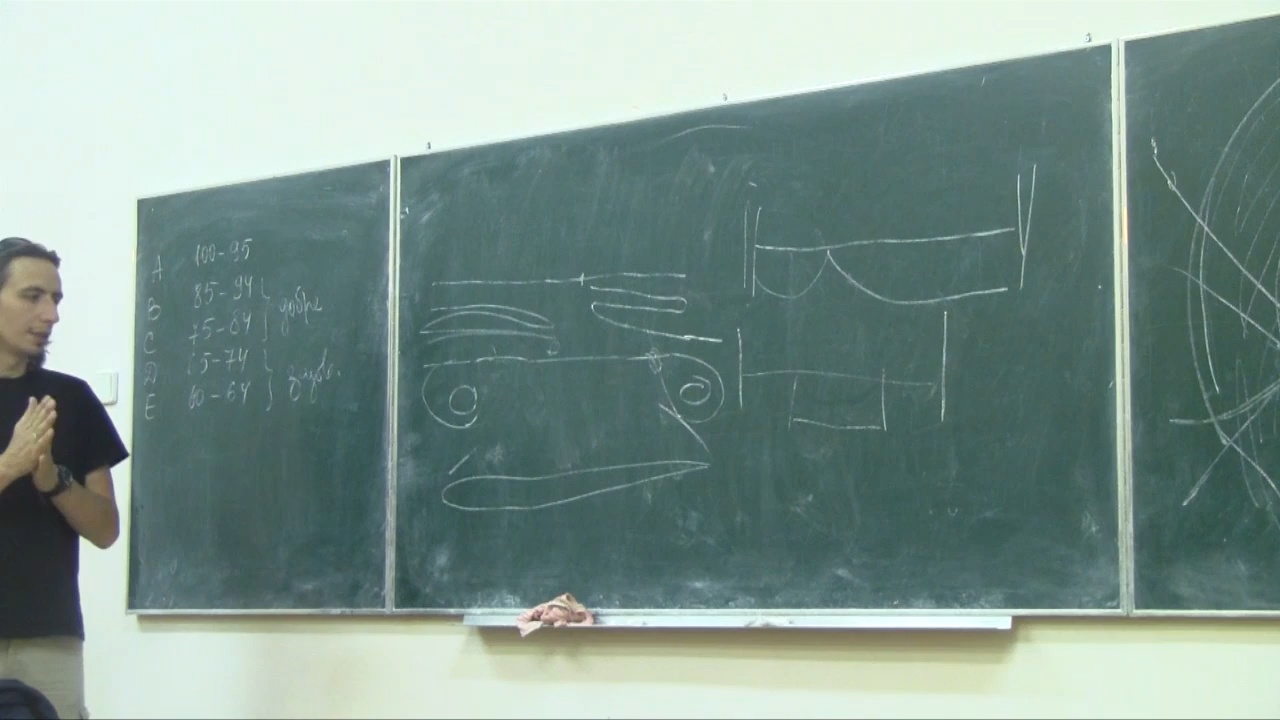 A 100-95
B 85-94 } добре
C 75-84
D 65-74 } задов.
E 60-64